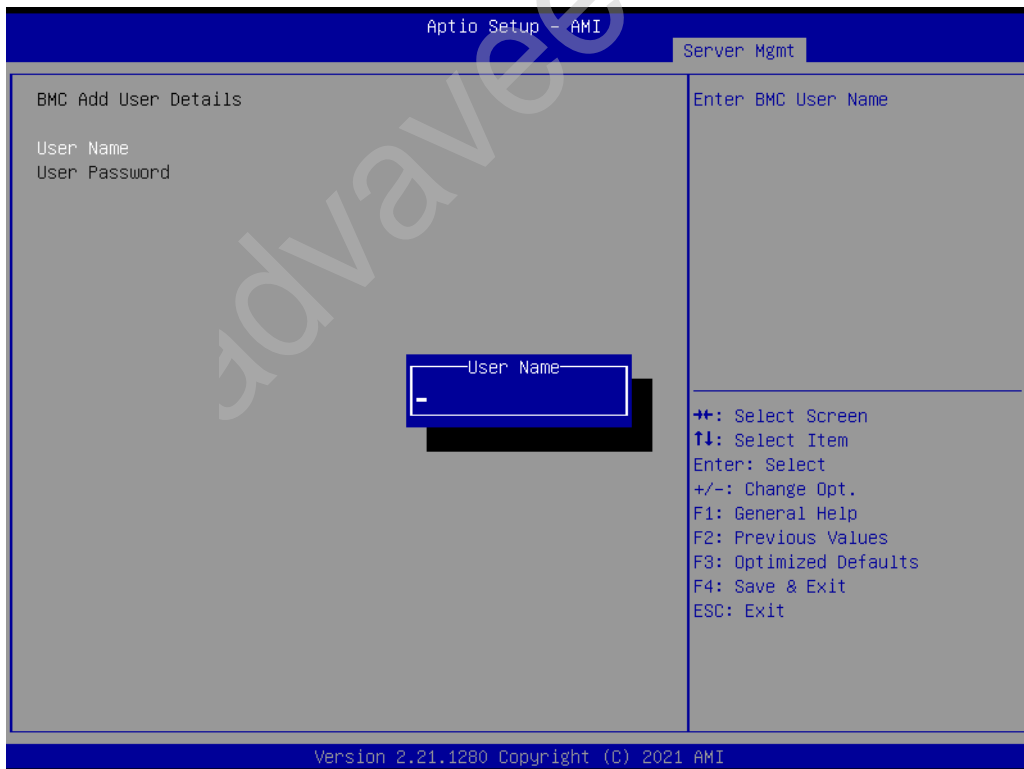 Aptio Setup – AMI
Server Mgmt
BMC Add User Details
User Name
User Password
Enter BMC User Name
User Name
→←: Select Screen
↑↓: Select Item
Enter: Select
+/-: Change Opt.
F1: General Help
F2: Previous Values
F3: Optimized Defaults
F4: Save & Exit
ESC: Exit
Version 2.21.1280 Copyright (C) 2021 AMI